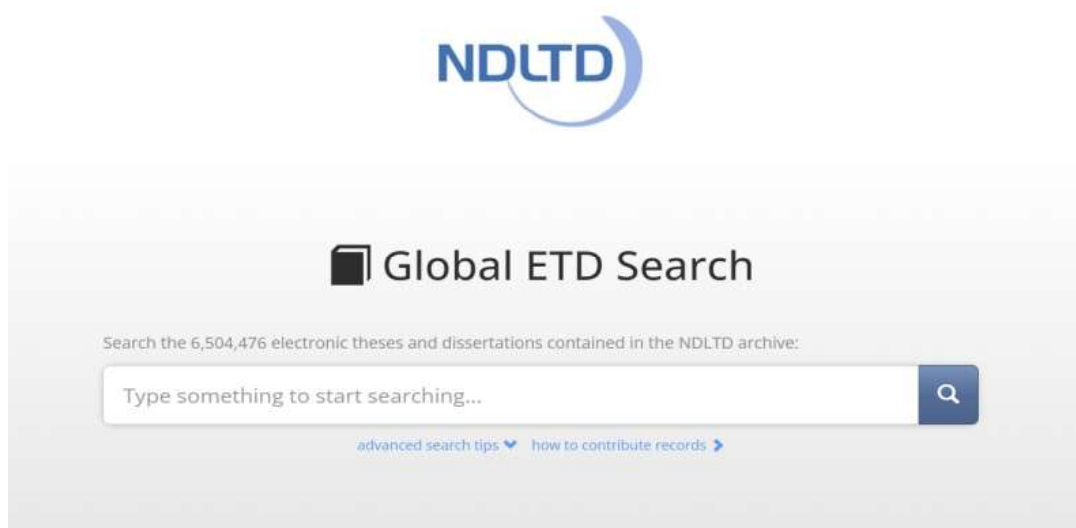 NDLTD
Global ETD Search
Search the 6,504,476 electronic theses and dissertations contained in the NDLTD archive:
Type something to start searching...
advanced search tips how to contribute records